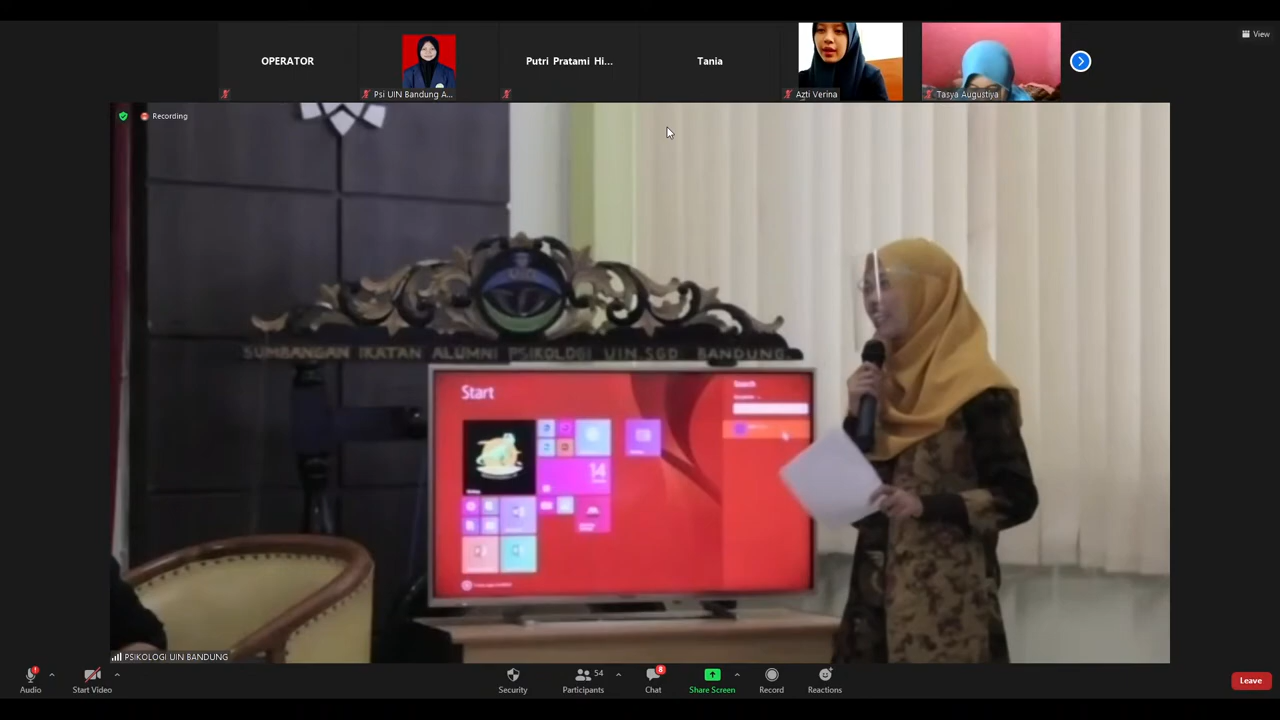 View
OPERATOR
Psi UIN Bandung A...
Putri Pratami Hi...
Tania
Azti Verina
Tasya Augustiya
Recording
SUMBANGAN IKATAN ALUMNI PSIKOLOGI UIN SGD BANDUNG
Start
Search
14
PSIKOLOGI UIN BANDUNG
Audio
Start Video
Security
54
Participants
8
Chat
Share Screen
Record
Reactions
Leave